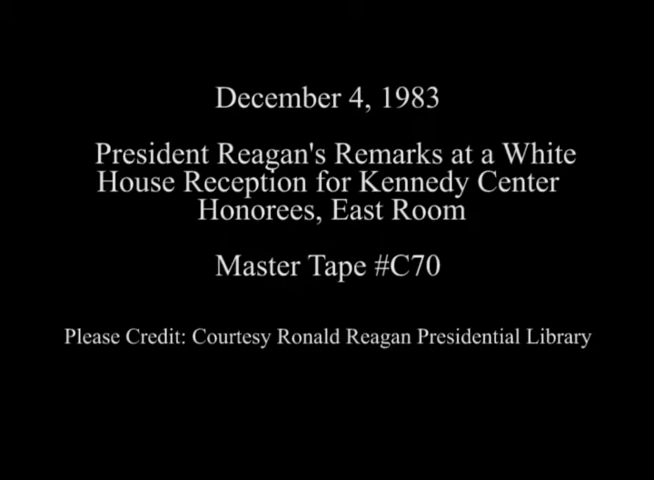 December 4, 1983
President Reagan's Remarks at a White
House Reception for Kennedy Center
Honorees, East Room
Master Tape #C70
Please Credit: Courtesy Ronald Reagan Presidential Library